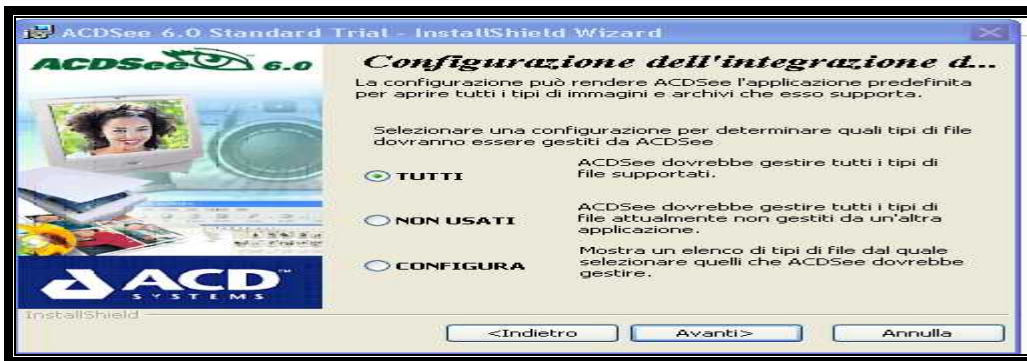 ACDSee 6.0 Standard Trial - InstallShield Wizard
ACDSee 6.0
Configurazione dell'integrazione d...
La configurazione può rendere ACDSee l'applicazione predefinita
per aprire tutti i tipi di immagini e archivi che esso supporta.
Selezionare una configurazione per determinare quali tipi di file
dovranno essere gestiti da ACDSee
TUTTI
ACDSee dovrebbe gestire tutti i tipi di
file supportati.
NON USATI
ACDSee dovrebbe gestire tutti i tipi di
file attualmente non gestiti da un'altra
applicazione.
CONFIGURA
Mostra un elenco di tipi di file dal quale
selezionare quelli che ACDSee dovrebbe
gestire.
ACD™
SYSTEMS
InstallShield
<Indietro
Avanti>
Annulla